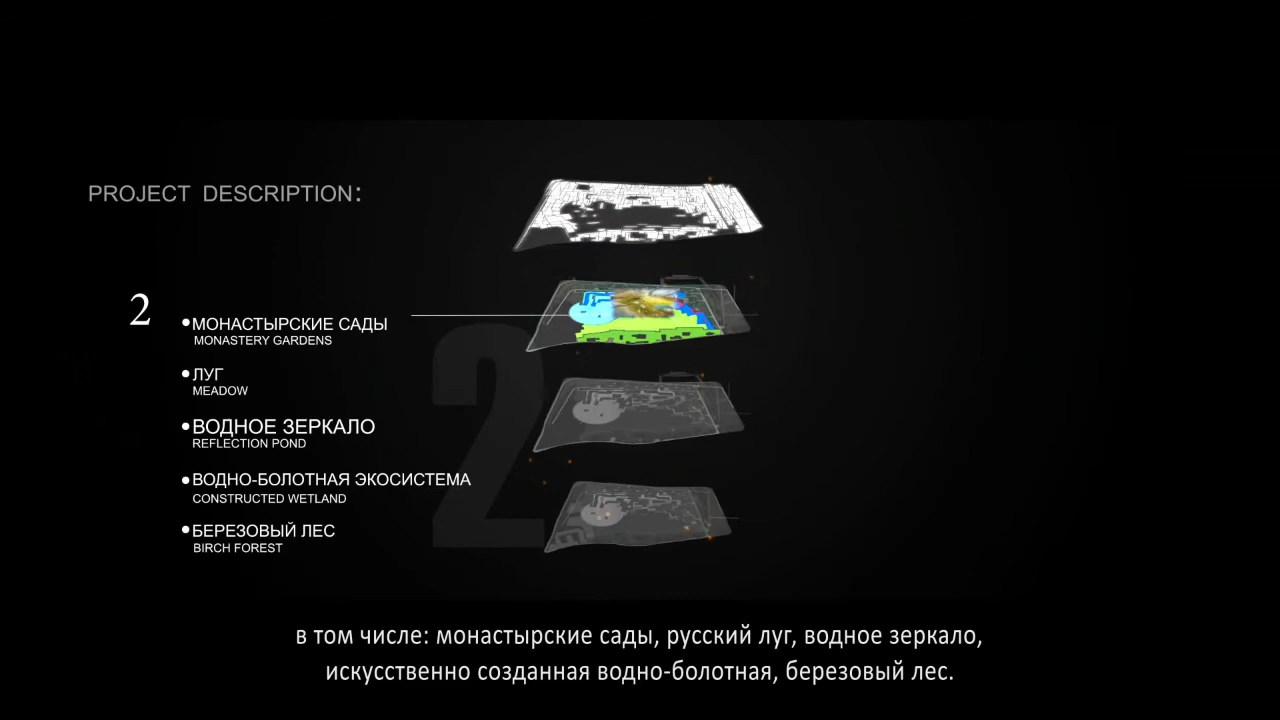 PROJECT DESCRIPTION:
2
•МОНАСТЫРСКИЕ САДЫ
MONASTERY GARDENS
•ЛУГ
MEADOW
•ВОДНОЕ ЗЕРКАЛО
REFLECTION POND
•ВОДНО-БОЛОТНАЯ ЭКОСИСТЕМА
CONSTRUCTED WETLAND
•БЕРЕЗОВЫЙ ЛЕС
BIRCH FOREST
2
в том числе: монастырские сады, русский луг, водное зеркало,
искусственно созданная водно-болотная, березовый лес.